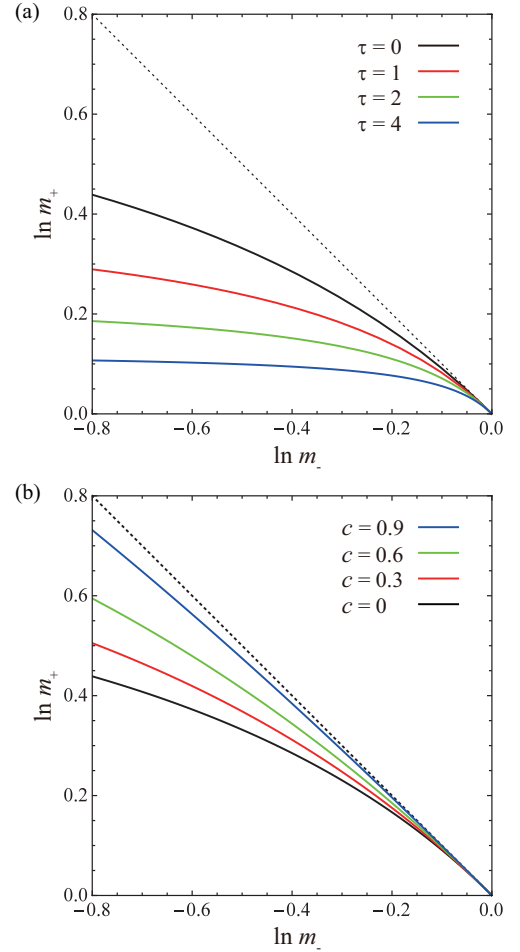 (a)
0.8
τ = 0
τ = 1
τ = 2
τ = 4
0.6
ln m₊
0.4
0.2
0.0
−0.8 −0.6 −0.4 −0.2 0.0
ln m₋
(b)
0.8
c = 0.9
c = 0.6
c = 0.3
c = 0
0.6
ln m₊
0.4
0.2
0.0
−0.8 −0.6 −0.4 −0.2 0.0
ln m₋